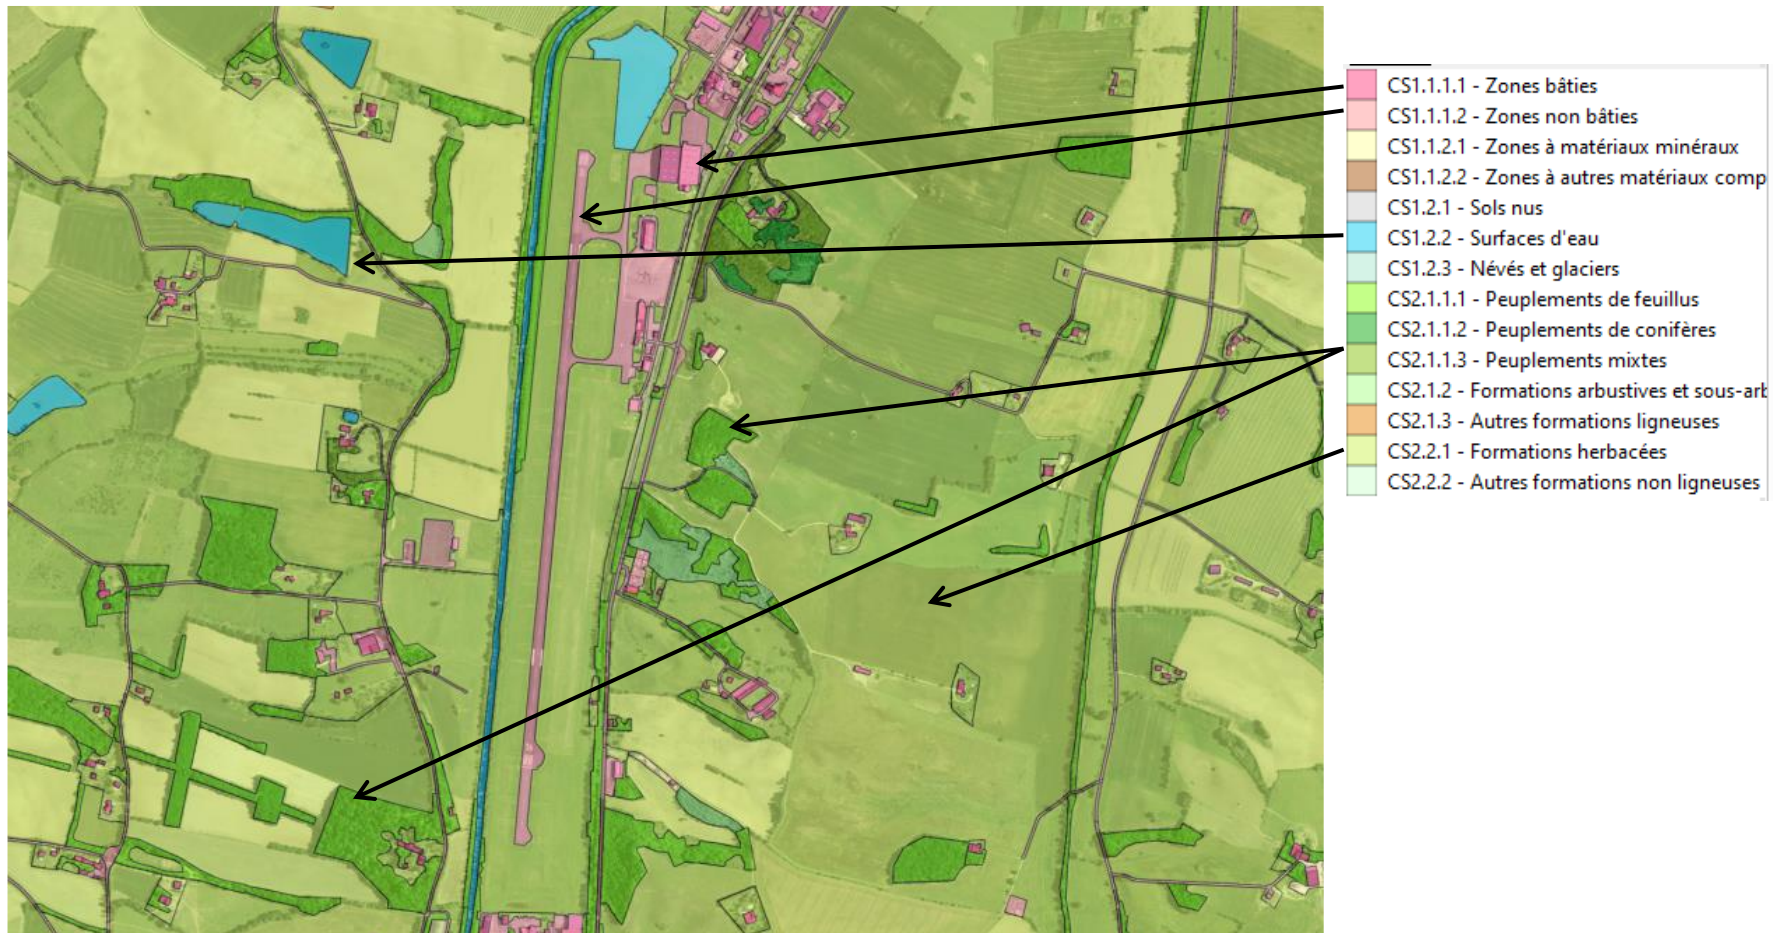 CS1.1.1.1 - Zones bâties
CS1.1.1.2 - Zones non bâties
CS1.1.2.1 - Zones à matériaux minéraux
CS1.1.2.2 - Zones à autres matériaux comp
CS1.2.1 - Sols nus
CS1.2.2 - Surfaces d'eau
CS1.2.3 - Névés et glaciers
CS2.1.1.1 - Peuplements de feuillus
CS2.1.1.2 - Peuplements de conifères
CS2.1.1.3 - Peuplements mixtes
CS2.1.2 - Formations arbustives et sous-arb
CS2.1.3 - Autres formations ligneuses
CS2.2.1 - Formations herbacées
CS2.2.2 - Autres formations non ligneuses